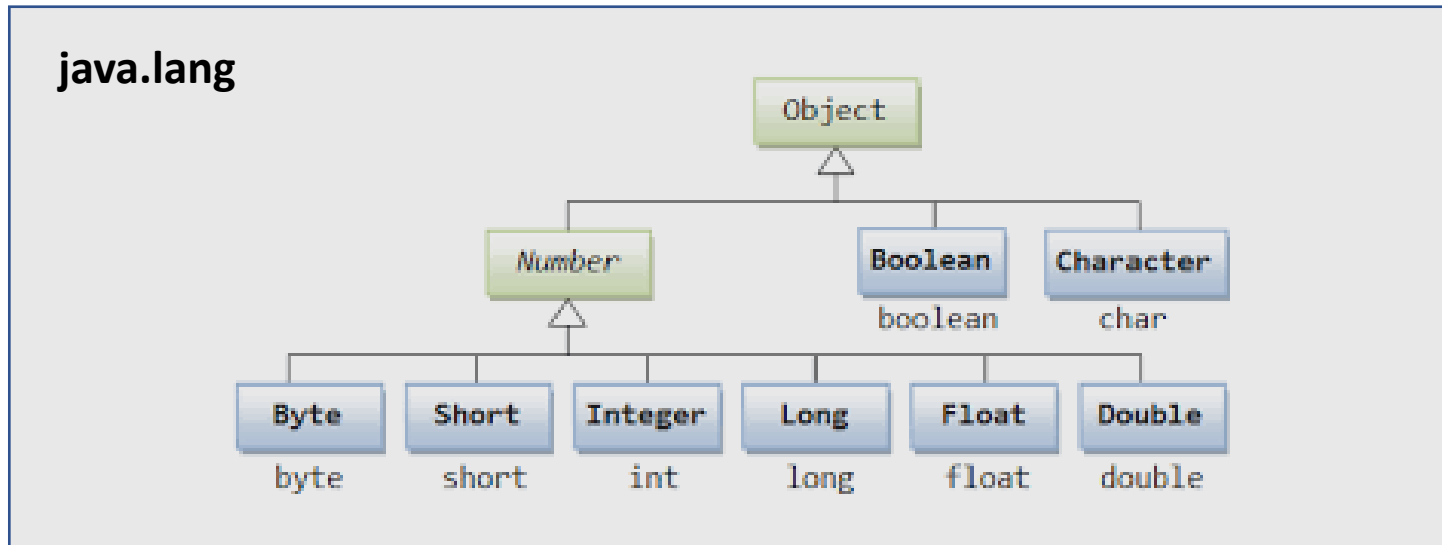 java.lang
Object
Number
Boolean
Character
boolean
char
Byte
Short
Integer
Long
Float
Double
byte
short
int
long
float
double